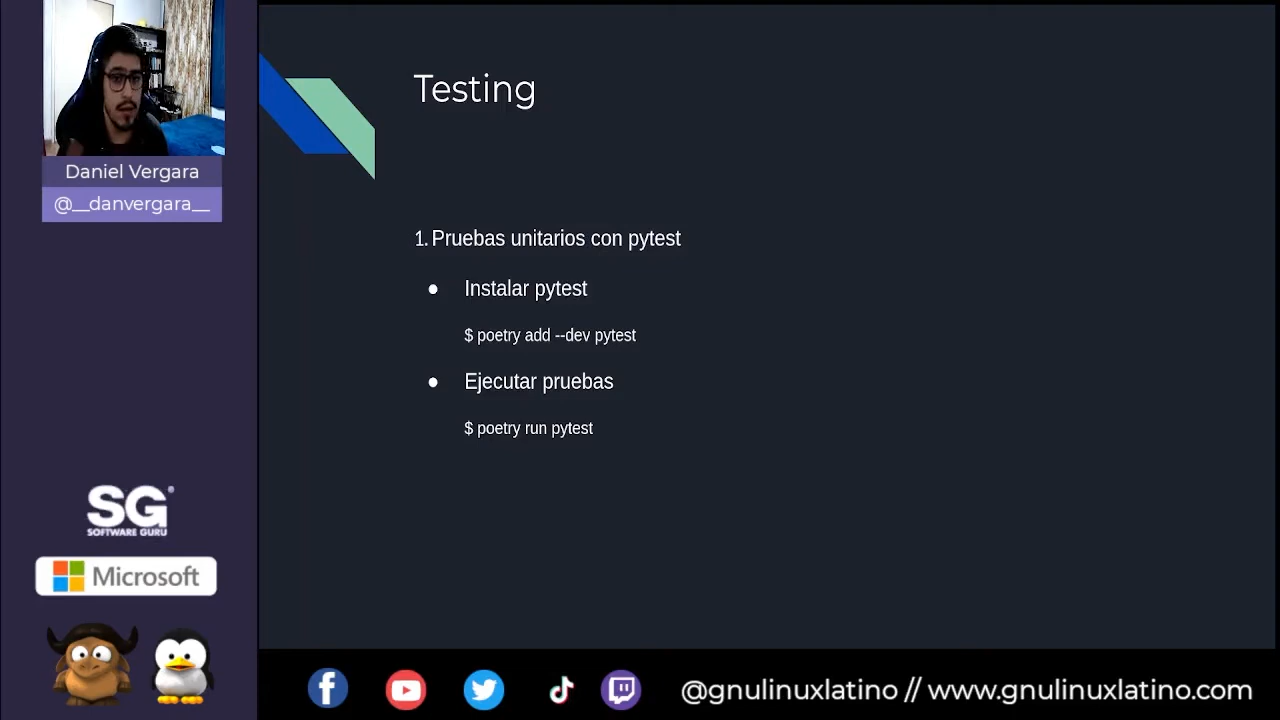 Daniel Vergara
@__danvergara__
SG
SOFTWARE GURU
Microsoft
Testing
1. Pruebas unitarios con pytest
● Instalar pytest
$ poetry add --dev pytest
● Ejecutar pruebas
$ poetry run pytest
@gnulinuxlatino // www.gnulinuxlatino.com